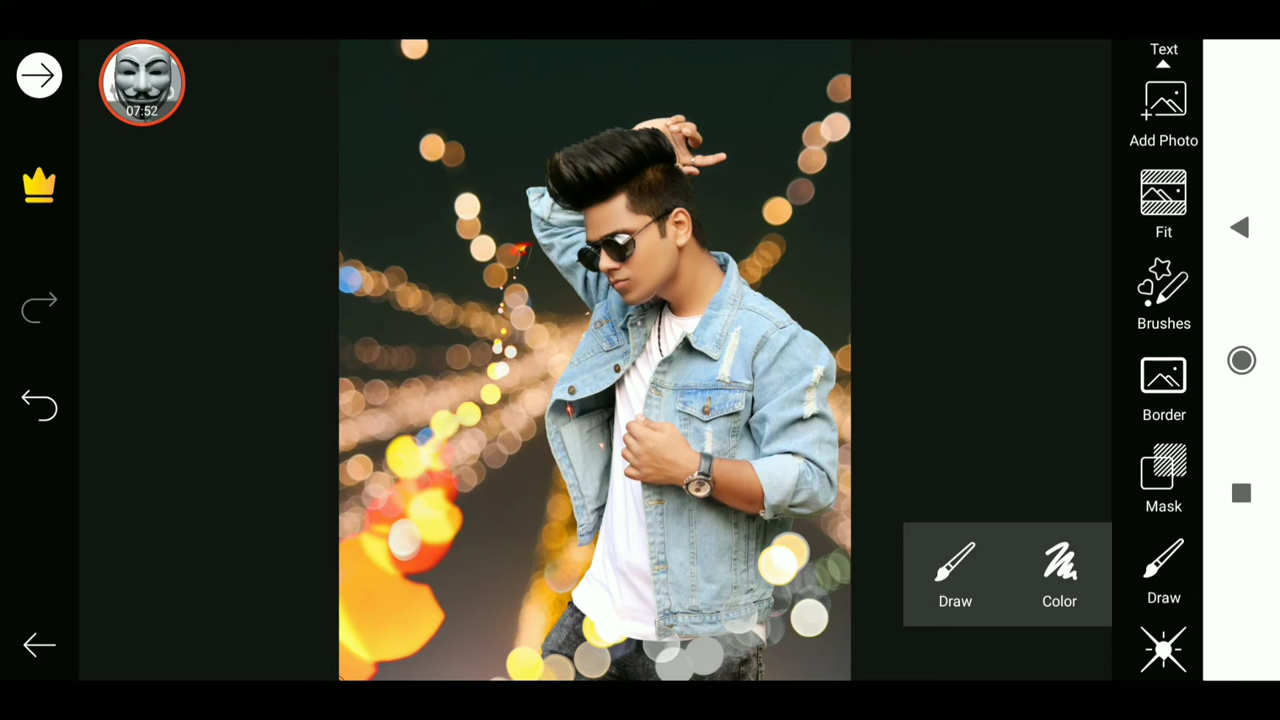 07:52
Text
Add Photo
Fit
Brushes
Border
Mask
Draw
Draw
Color